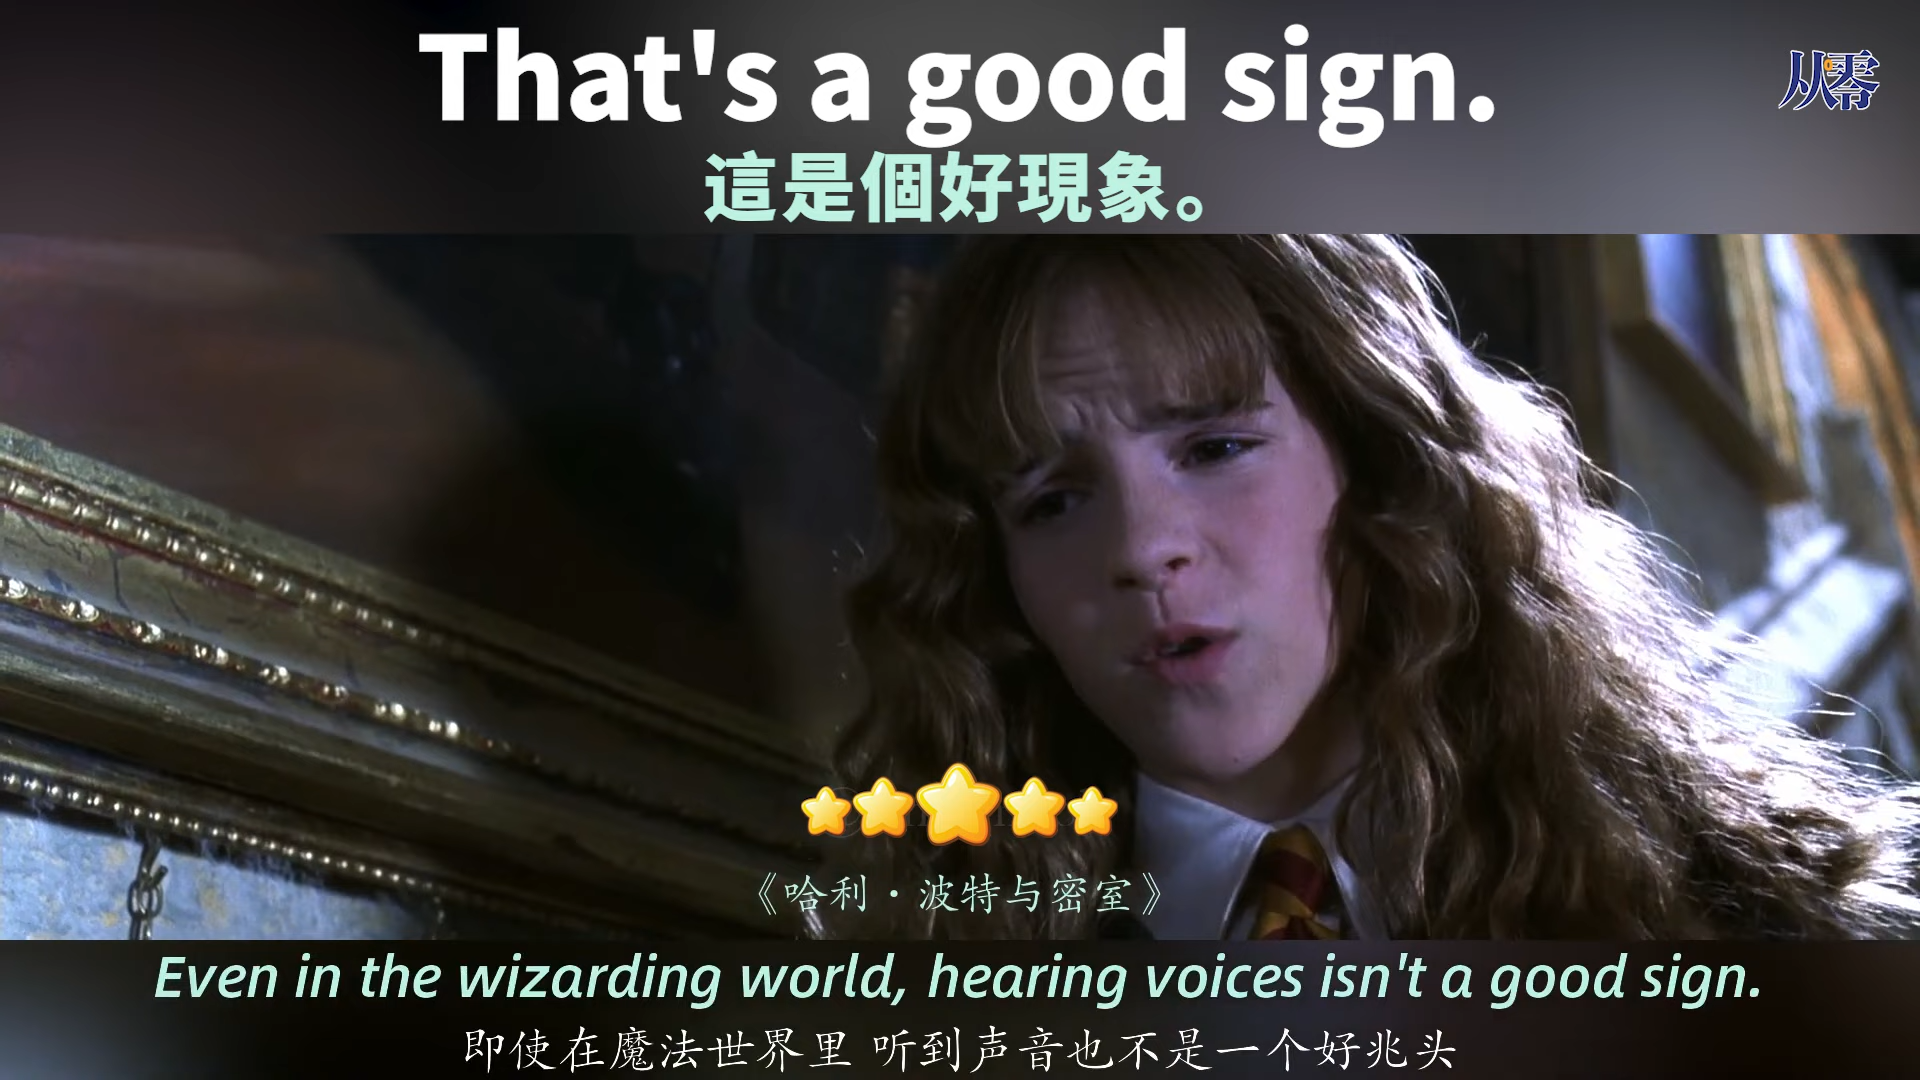 That's a good sign.
從零
這是個好現象。
《哈利·波特与密室》
Even in the wizarding world, hearing voices isn't a good sign.
即使在魔法世界里 听到声音也不是一个好兆头